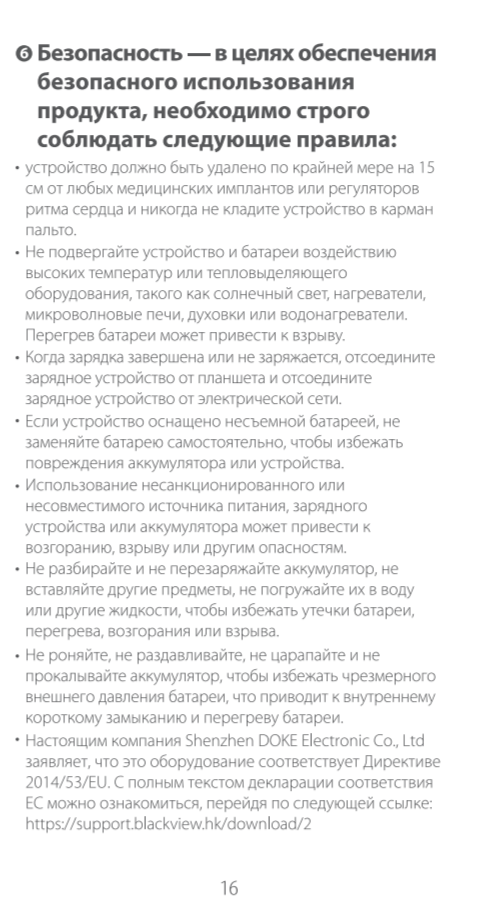 ❻ Безопасность — в целях обеспечения
безопасного использования
продукта, необходимо строго
соблюдать следующие правила:
• устройство должно быть удалено по крайней мере на 15
см от любых медицинских имплантов или регуляторов
ритма сердца и никогда не кладите устройство в карман
пальто.
• Не подвергайте устройство и батареи воздействию
высоких температур или тепловыделяющего
оборудования, такого как солнечный свет, нагреватели,
микроволновые печи, духовки или водонагреватели.
Перегрев батареи может привести к взрыву.
• Когда зарядка завершена или не заряжается, отсоедините
зарядное устройство от планшета и отсоедините
зарядное устройство от электрической сети.
• Если устройство оснащено несъемной батареей, не
заменяйте батарею самостоятельно, чтобы избежать
повреждения аккумулятора или устройства.
• Использование несанкционированного или
несовместимого источника питания, зарядного
устройства или аккумулятора может привести к
возгоранию, взрыву или другим опасностям.
• Не разбирайте и не перезаряжайте аккумулятор, не
вставляйте другие предметы, не погружайте их в воду
или другие жидкости, чтобы избежать утечки батареи,
перегрева, возгорания или взрыва.
• Не роняйте, не раздавливайте, не царапайте и не
прокалывайте аккумулятор, чтобы избежать чрезмерного
внешнего давления батареи, что приводит к внутреннему
короткому замыканию и перегреву батареи.
• Настоящим компания Shenzhen DOKE Electronic Co., Ltd
заявляет, что это оборудование соответствует Директиве
2014/53/EU. С полным текстом декларации соответствия
ЕС можно ознакомиться, перейдя по следующей ссылке:
https://support.blackview.hk/download/2
16